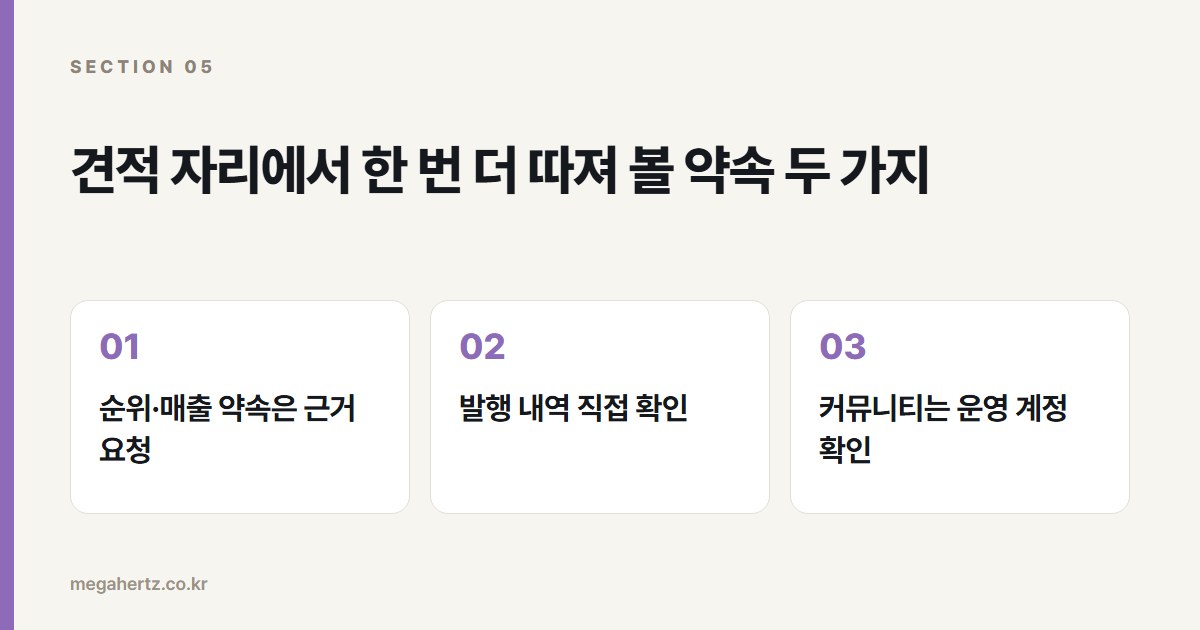 SECTION 05
견적 자리에서 한 번 더 따져 볼 약속 두 가지
01
순위·매출 약속은 근거
요청
02
발행 내역 직접 확인
03
커뮤니티는 운영 계정
확인
megahertz.co.kr